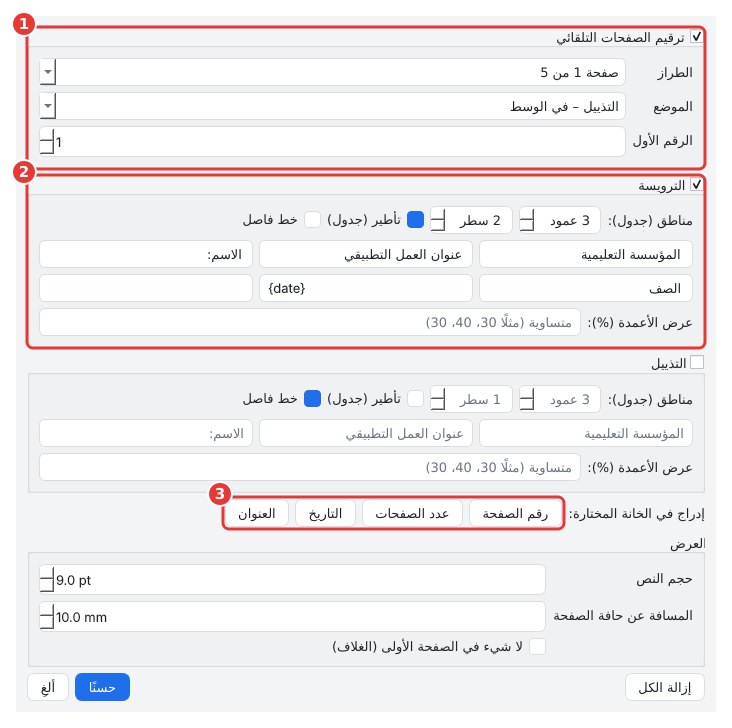 1
ترقيم الصفحات التلقائي
الطراز صفحة 1 من 5
الموضع التذييل – في الوسط
الرقم الأول 1
2
الترويسة
مناطق (جدول): 3 عمود 2 سطر تأطير (جدول) خط فاصل
المؤسسة التعليمية عنوان العمل التطبيقي الاسم:
الصف {date}
عرض الأعمدة (%): متساوية (مثلًا 30، 40، 30)
التذييل
مناطق (جدول): 3 عمود 1 سطر تأطير (جدول) خط فاصل
المؤسسة التعليمية عنوان العمل التطبيقي الاسم:
عرض الأعمدة (%): متساوية (مثلًا 30، 40، 30)
3
إدراج في الخانة المختارة: رقم الصفحة عدد الصفحات التاريخ العنوان
العرض
حجم النص 9.0 pt
المسافة عن حافة الصفحة 10.0 mm
لا شيء في الصفحة الأولى (الغلاف)
إزالة الكل حسنًا ألغِ